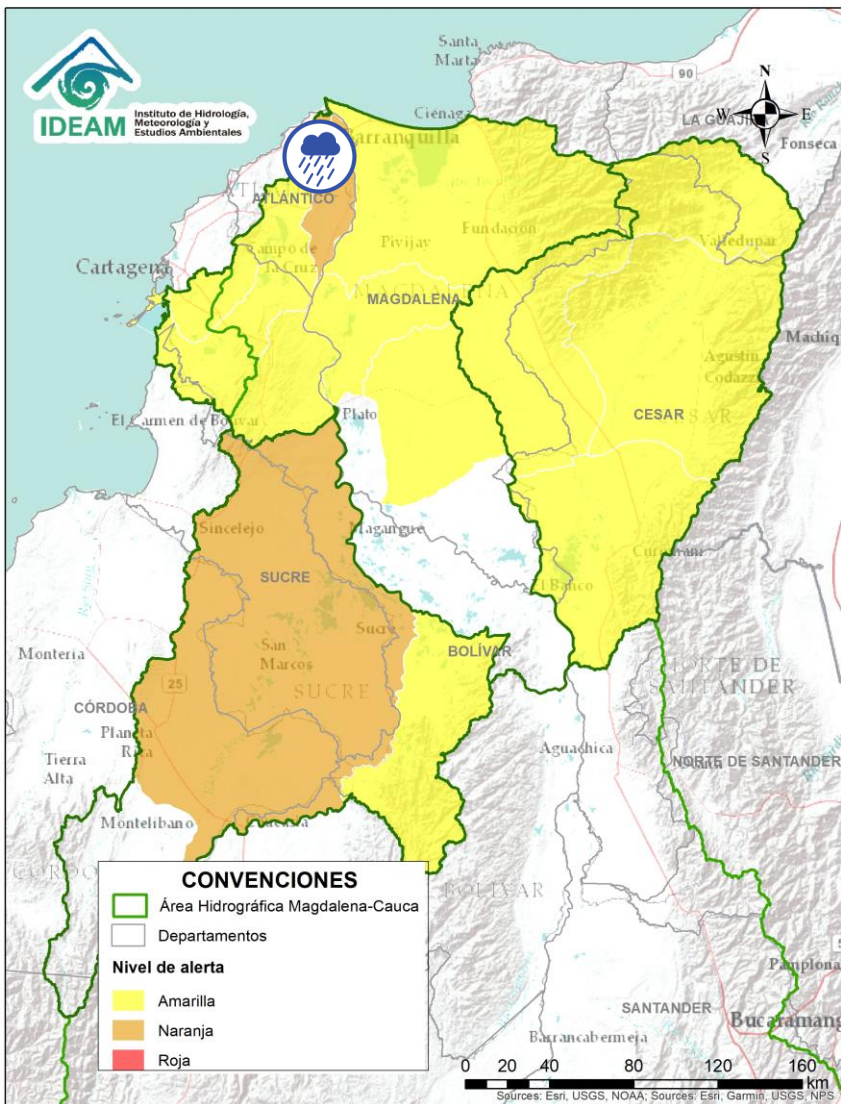 IDEAM
Instituto de Hidrología,
Meteorología y
Estudios Ambientales
Santa
Marta
90
N
W
E
S
LA GUAJIRA
Fonseca
Ciénaga
Barranquilla
ATLÁNTICO
Campo de
la Cruz
Pivijay
Fundación
Valledupar
Cartagena
MAGDALENA
MAGDALENA
Agustín
Codazzi
CESAR
El Carmen de Bolívar
Plato
Sincelejo
Magangue
SUCRE
El Banco
Sucre
San
Marcos
BOLÍVAR
SUCRE
Montería
25
CÓRDOBA
Planeta
Rica
Tierra
Alta
NORTE DE
SANTANDER
Aguachica
NORTE DE SANTANDER
Montelibano
BOLÍVAR
CONVENCIONES
Área Hidrográfica Magdalena-Cauca
Departamentos
Nivel de alerta
Amarilla
Naranja
Roja
Pamplona
SANTANDER
Bucaramang
Barrancabermeja
0 20 40 80 120 160
km
Sources: Esri, USGS, NOAA; Sources: Esri, Garmin, USGS, NPS